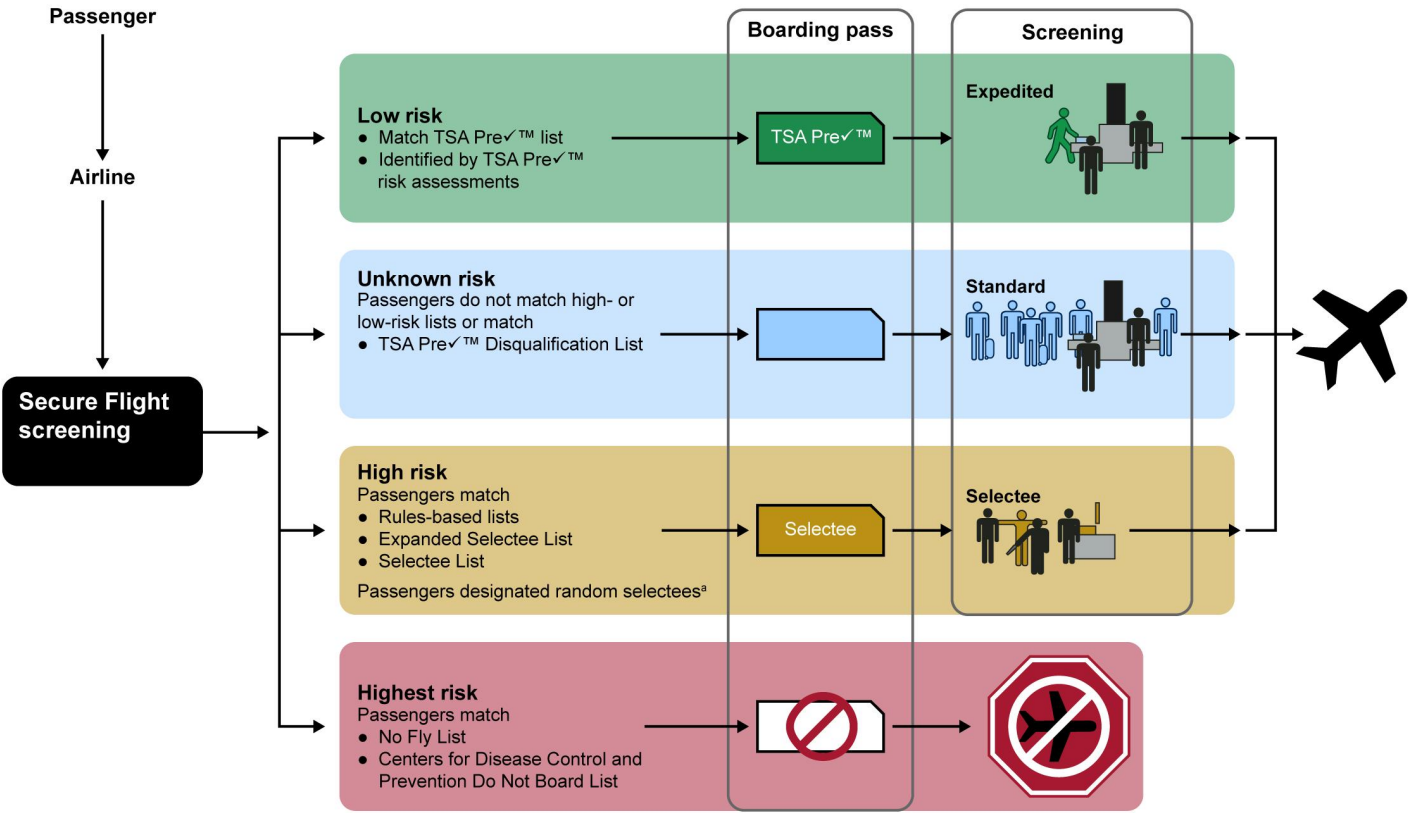 Passenger
Airline
Secure Flight
screening
Boarding pass
Screening
Low risk
● Match TSA Pre✓™ list
● Identified by TSA Pre✓™
risk assessments
TSA Pre✓™
Expedited
Unknown risk
Passengers do not match high- or
low-risk lists or match
● TSA Pre✓™ Disqualification List
Standard
High risk
Passengers match
● Rules-based lists
● Expanded Selectee List
● Selectee List
Passengers designated random selecteesᵃ
Selectee
Selectee
Highest risk
Passengers match
● No Fly List
● Centers for Disease Control and
Prevention Do Not Board List